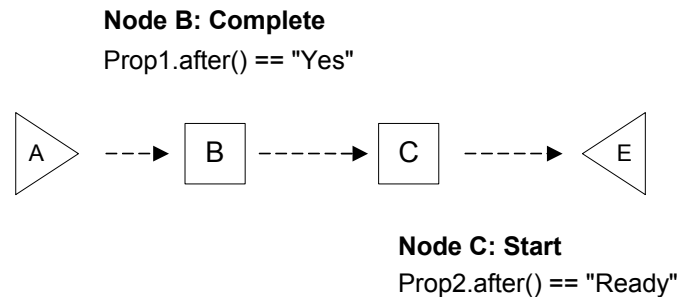 Node B: Complete
Prop1.after() == "Yes"
A B C E
Node C: Start
Prop2.after() == "Ready"